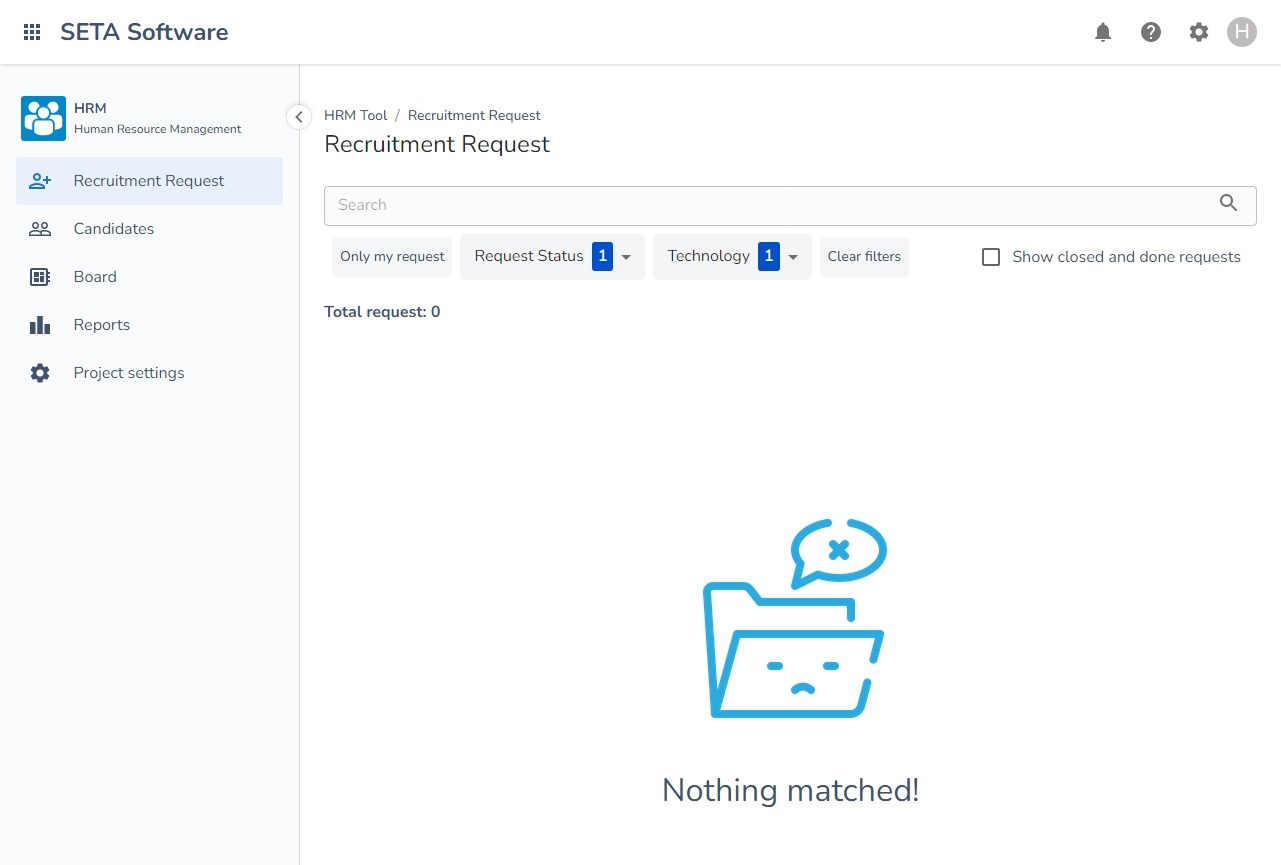 SETA Software
H
HRM
Human Resource Management
Recruitment Request
Candidates
Board
Reports
Project settings
HRM Tool / Recruitment Request
Recruitment Request
Search
Only my request
Request Status 1
Technology 1
Clear filters
Show closed and done requests
Total request: 0
Nothing matched!